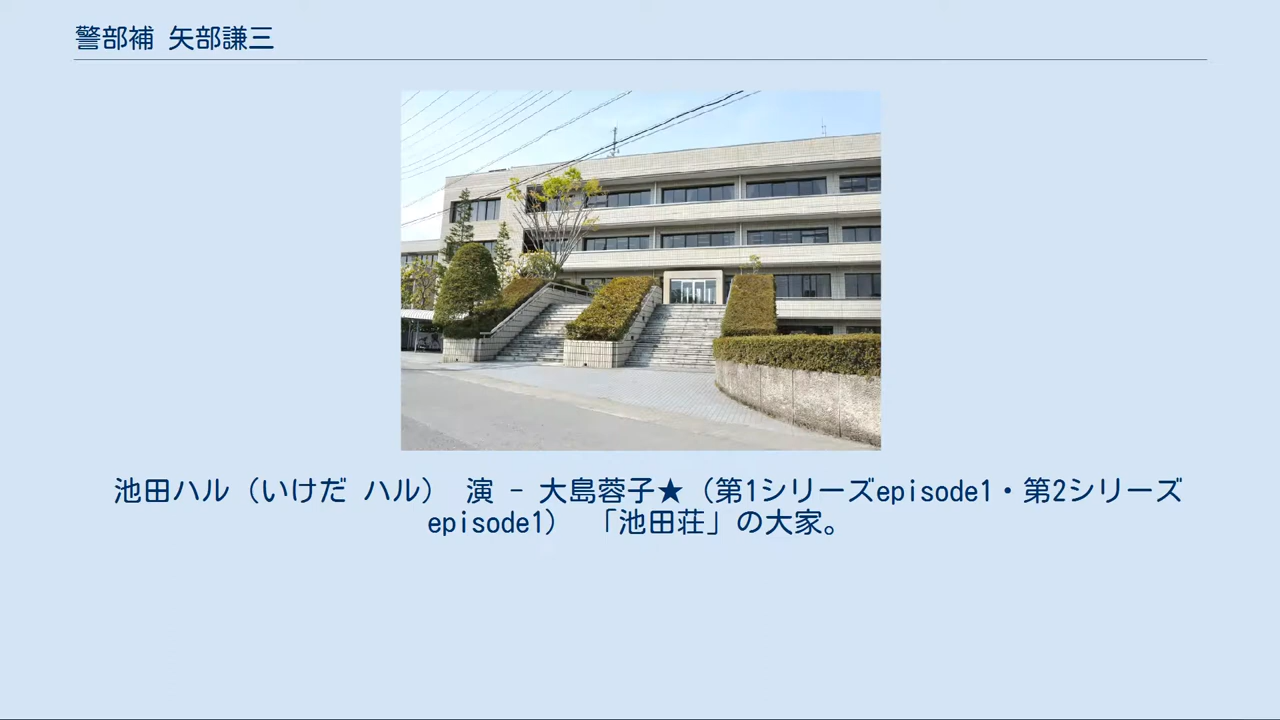 警部補 矢部謙三
池田ハル（いけだ ハル） 演 - 大島蓉子★（第1シリーズepisode1・第2シリーズ
episode1） 「池田荘」の大家。